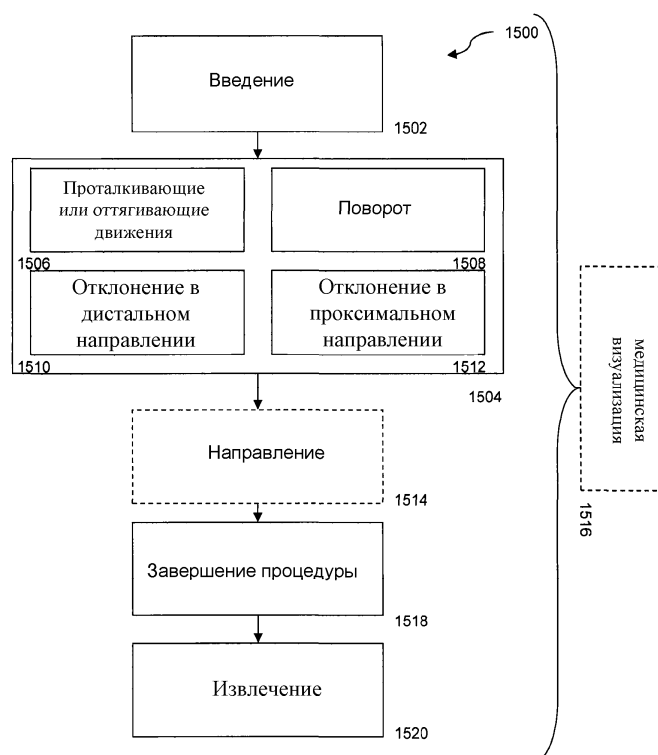 1500
Введение
1502
Проталкивающие
или оттягивающие
движения
1506
Поворот
1508
Отклонение в
дистальном
направлении
1510
Отклонение в
проксимальном
направлении
1512
1504
Направление
1514
медицинская
визуализация
1516
Завершение процедуры
1518
Извлечение
1520